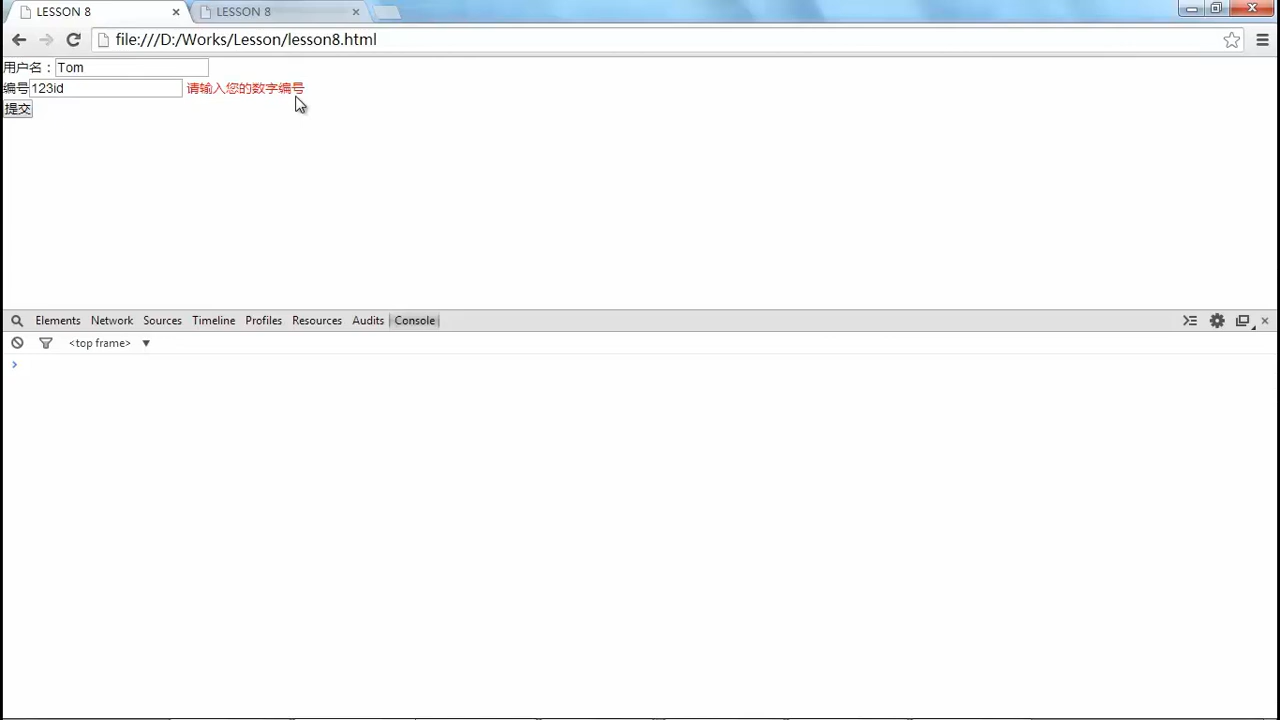 LESSON 8
LESSON 8
file:///D:/Works/Lesson/lesson8.html
用户名：Tom
编号123id 请输入您的数字编号
提交
Elements Network Sources Timeline Profiles Resources Audits Console
<top frame>